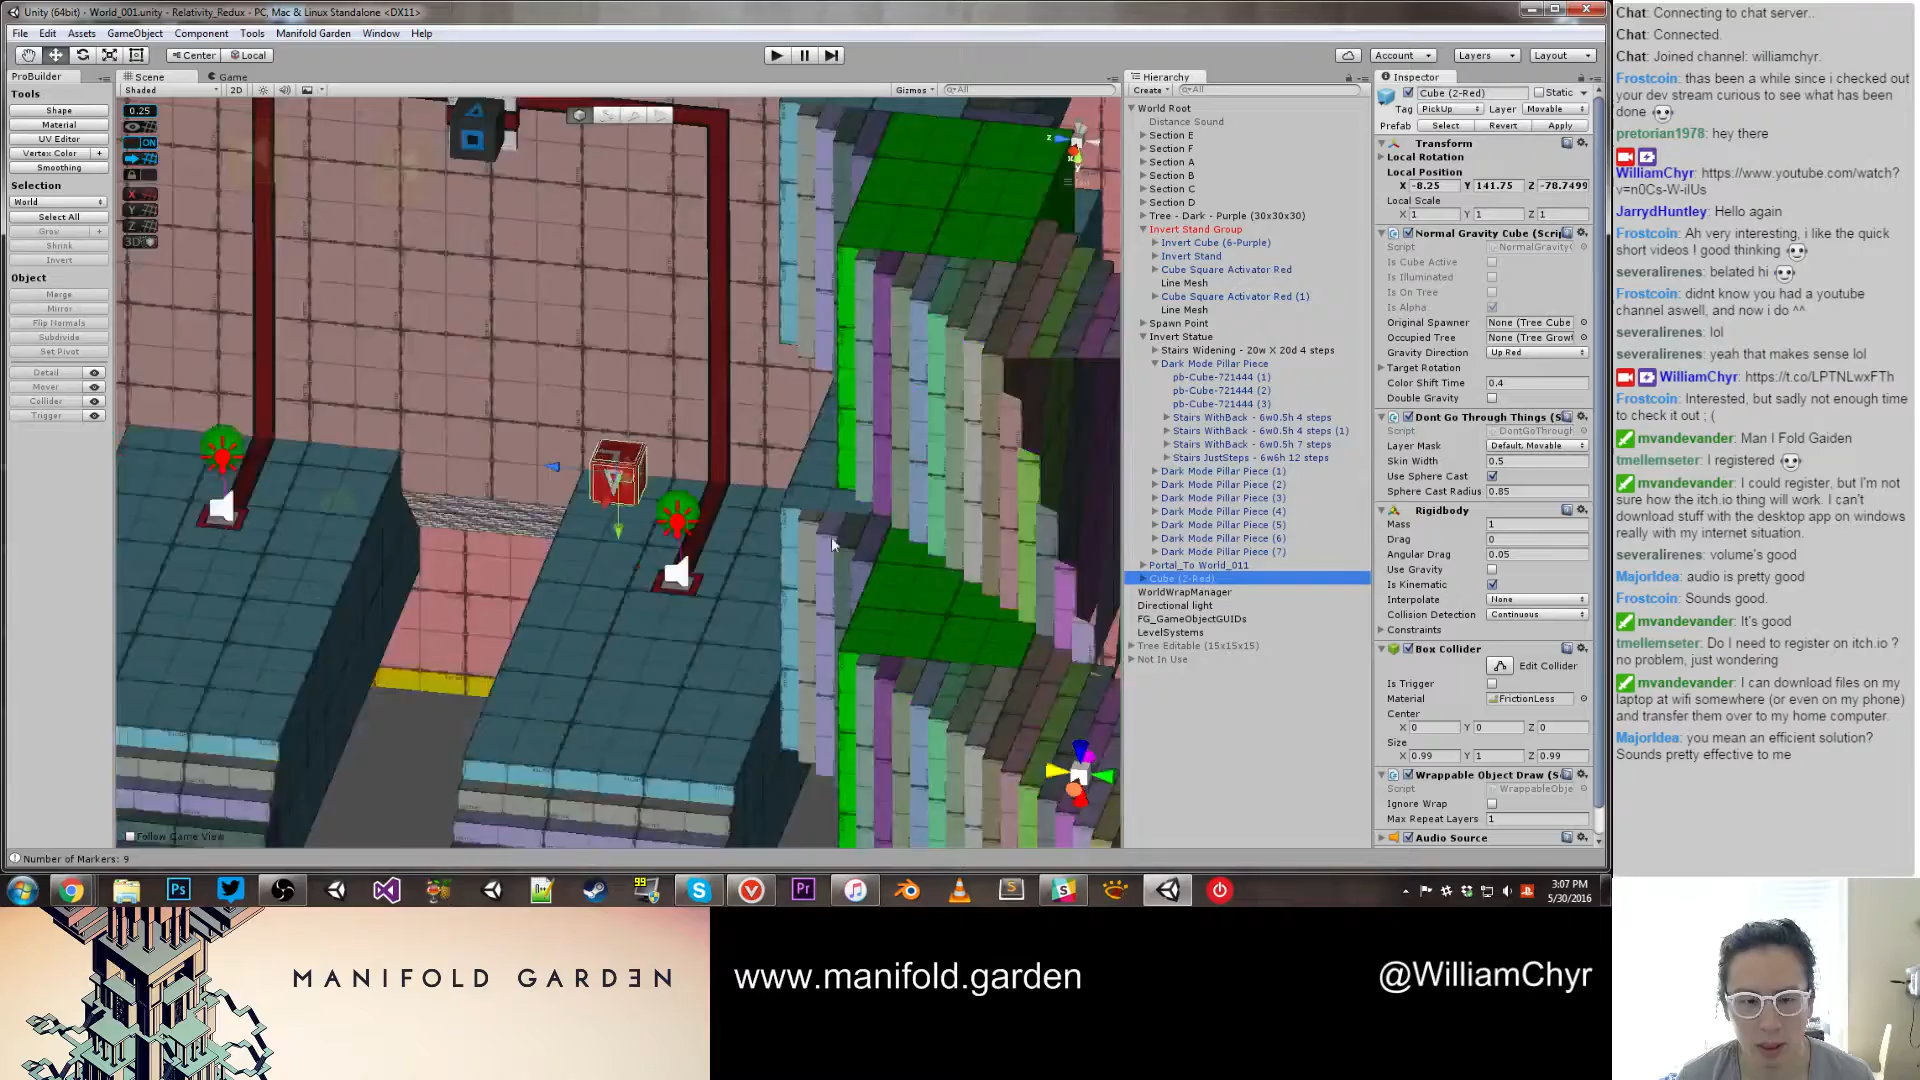 Unity (64bit) - World_001.unity - Relativity_Redux - PC, Mac & Linux Standalone <DX11>
File Edit Assets GameObject Component Tools Manifold Garden Window Help
Center Local
Account Layers Layout
ProBuilder
Tools
Shape
Material
UV Editor
Vertex Color +
Smoothing
Selection
World
Select All
Grow +
Shrink
Invert
Object
Merge
Mirror
Flip Normals
Subdivide
Set Pivot
Detail
Mover
Collider
Trigger
Scene Game
Shaded 2D Gizmos All
0.25
ON
X
Y
Z
3D
Follow Game View
Number of Markers: 9
Hierarchy
Create All
World Root
Distance Sound
Section E
Section F
Section A
Section B
Section C
Section D
Tree - Dark - Purple (30x30x30)
Invert Stand Group
Invert Cube (6-Purple)
Invert Stand
Cube Square Activator Red
Line Mesh
Cube Square Activator Red (1)
Line Mesh
Spawn Point
Invert Statue
Stairs Widening - 20w X 20d 4 steps
Dark Mode Pillar Piece
pb-Cube-721444 (1)
pb-Cube-721444 (2)
pb-Cube-721444 (3)
Stairs WithBack - 6w0.5h 4 steps
Stairs WithBack - 6w0.5h 4 steps (1)
Stairs WithBack - 6w0.5h 7 steps
Stairs JustSteps - 6w6h 12 steps
Dark Mode Pillar Piece (1)
Dark Mode Pillar Piece (2)
Dark Mode Pillar Piece (3)
Dark Mode Pillar Piece (4)
Dark Mode Pillar Piece (5)
Dark Mode Pillar Piece (6)
Dark Mode Pillar Piece (7)
Portal_To World_011
Cube (2-Red)
WorldWrapManager
Directional light
FG_GameObjectGUIDs
LevelSystems
Tree Editable (15x15x15)
Not In Use
Inspector
Cube (2-Red) Static
Tag PickUp Layer Movable
Prefab Select Revert Apply
Transform
Local Rotation
Local Position
X -8.25 Y 141.75 Z -78.7499
Local Scale
X 1 Y 1 Z 1
Normal Gravity Cube (Scrip
Script NormalGravityC
Is Cube Active
Is Illuminated
Is On Tree
Is Alpha
Original Spawner None (Tree Cube
Occupied Tree None (Tree Growt
Gravity Direction Up Red
Target Rotation
Color Shift Time 0.4
Double Gravity
Dont Go Through Things (S
Script DontGoThrough
Layer Mask Default, Movable
Skin Width 0.5
Use Sphere Cast
Sphere Cast Radius 0.85
Rigidbody
Mass 1
Drag 0
Angular Drag 0.05
Use Gravity
Is Kinematic
Interpolate None
Collision Detection Continuous
Constraints
Box Collider
Edit Collider
Is Trigger
Material FrictionLess
Center
X 0 Y 0 Z 0
Size
X 0.99 Y 1 Z 0.99
Wrappable Object Draw (S
Script WrappableObje
Ignore Wrap
Max Repeat Layers 1
Audio Source
3:07 PM
5/30/2016
Chat: Connecting to chat server..
Chat: Connected.
Chat: Joined channel: williamchyr.
Frostcoin: thas been a while since i checked out
your dev stream curious to see what has been
done
pretorian1978: hey there
WilliamChyr: https://www.youtube.com/watch?
v=n0Cs-W-ilUs
JarrydHuntley: Hello again
Frostcoin: Ah very interesting, i like the quick
short videos I good thinking
severalirenes: belated hi
Frostcoin: didnt know you had a youtube
channel aswell, and now i do ^^
severalirenes: lol
severalirenes: yeah that makes sense lol
WilliamChyr: https://t.co/LPTNLwxFTh
Frostcoin: Interested, but sadly not enough time
to check it out ; (
mvandevander: Man I Fold Gaiden
tmellemseter: I registered
mvandevander: I could register, but I'm not
sure how the itch.io thing will work. I can't
download stuff with the desktop app on windows
really with my internet situation.
severalirenes: volume's good
MajorIdea: audio is pretty good
Frostcoin: Sounds good.
mvandevander: It's good
tmellemseter: Do I need to register on itch.io ?
no problem, just wondering
mvandevander: I can download files on my
laptop at wifi somewhere (or even on my phone)
and transfer them over to my home computer.
MajorIdea: you mean an efficient solution?
Sounds pretty effective to me
MANIFOLD GARDƎN
www.manifold.garden
@WilliamChyr